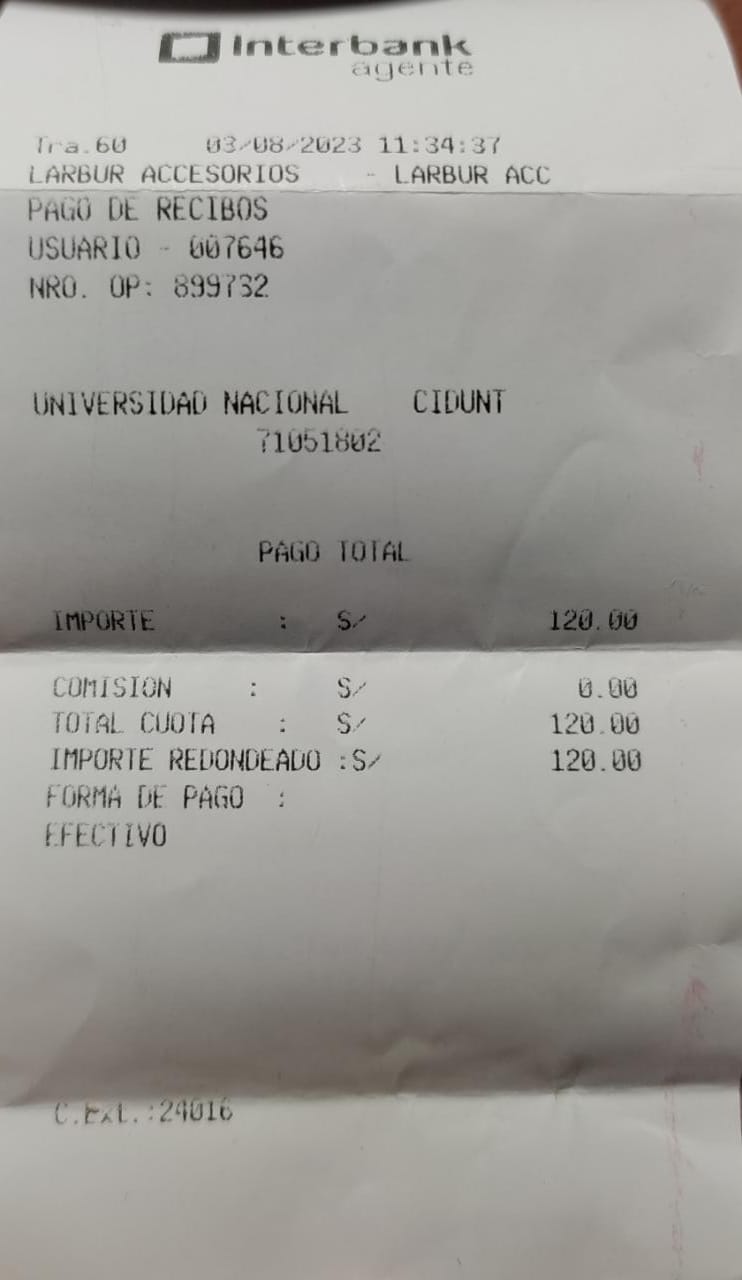 Interbank
agente
Tra.60 03/08/2023 11:34:37
LARBUR ACCESORIOS - LARBUR ACC
PAGO DE RECIBOS
USUARIO - 007646
NRO. OP: 899732
UNIVERSIDAD NACIONAL CIDUNT
71051802
PAGO TOTAL
IMPORTE : S/ 120.00
COMISION : S/ 0.00
TOTAL CUOTA : S/ 120.00
IMPORTE REDONDEADO :S/ 120.00
FORMA DE PAGO :
EFECTIVO
C.Ext.:24016